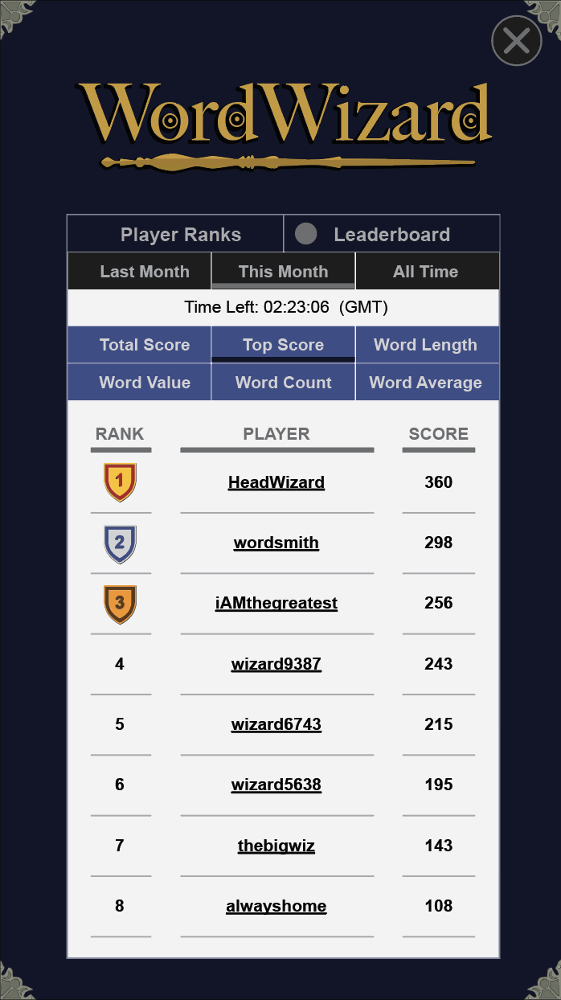 WordWizard
Player Ranks Leaderboard
Last Month This Month All Time
Time Left: 02:23:06 (GMT)
Total Score Top Score Word Length
Word Value Word Count Word Average
RANK PLAYER SCORE
1 HeadWizard 360
2 wordsmith 298
3 iAMthegreatest 256
4 wizard9387 243
5 wizard6743 215
6 wizard5638 195
7 thebigwiz 143
8 alwayshome 108